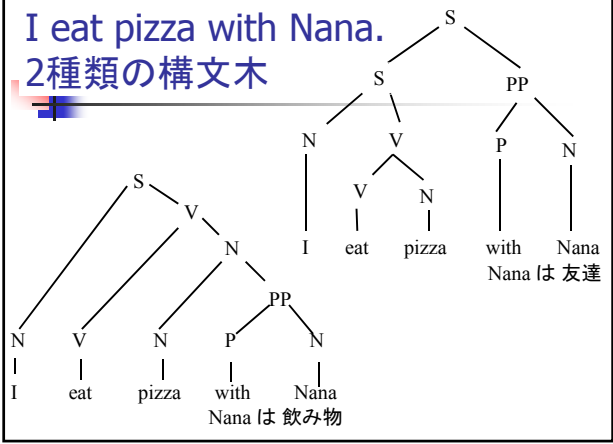 I eat pizza with Nana.
2種類の構文木
S
S PP
N V P N
V N
I eat pizza with Nana
Nana は 友達
S
V
N
PP
N V N P N
I eat pizza with Nana
Nana は 飲み物